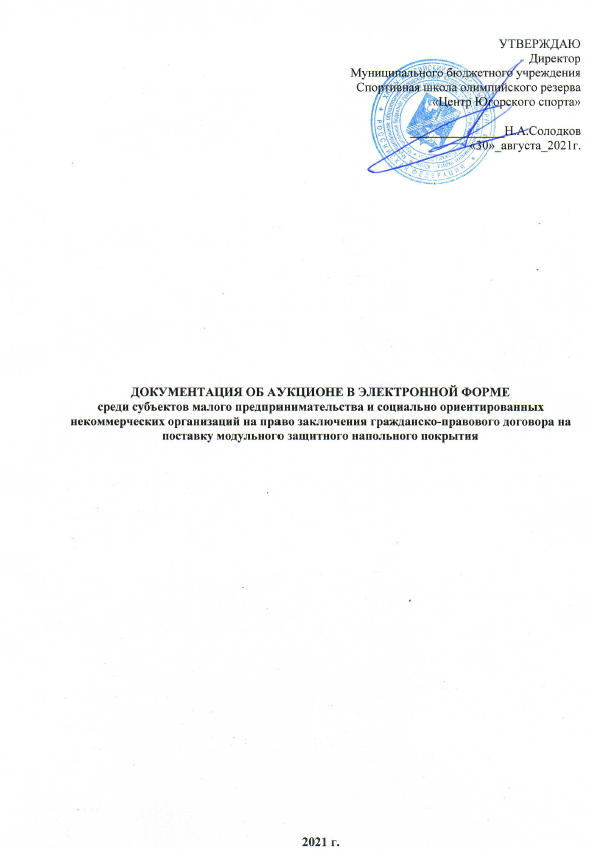 УТВЕРЖДАЮ
Директор
Муниципального бюджетного учреждения
Спортивная школа олимпийского резерва
«Центр Югорского спорта»
_______________Н.А.Солодков
«30»_августа_2021г.
ДОКУМЕНТАЦИЯ ОБ АУКЦИОНЕ В ЭЛЕКТРОННОЙ ФОРМЕ
среди субъектов малого предпринимательства и социально ориентированных
некоммерческих организаций на право заключения гражданско-правового договора на
поставку модульного защитного напольного покрытия
2021 г.